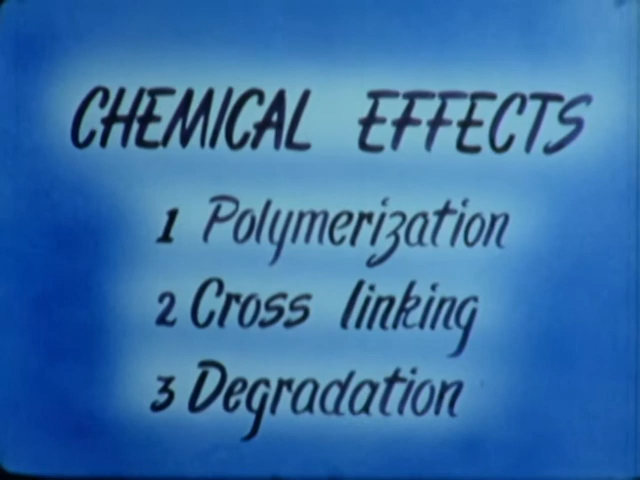 CHEMICAL EFFECTS
1 Polymerization
2 Cross linking
3 Degradation